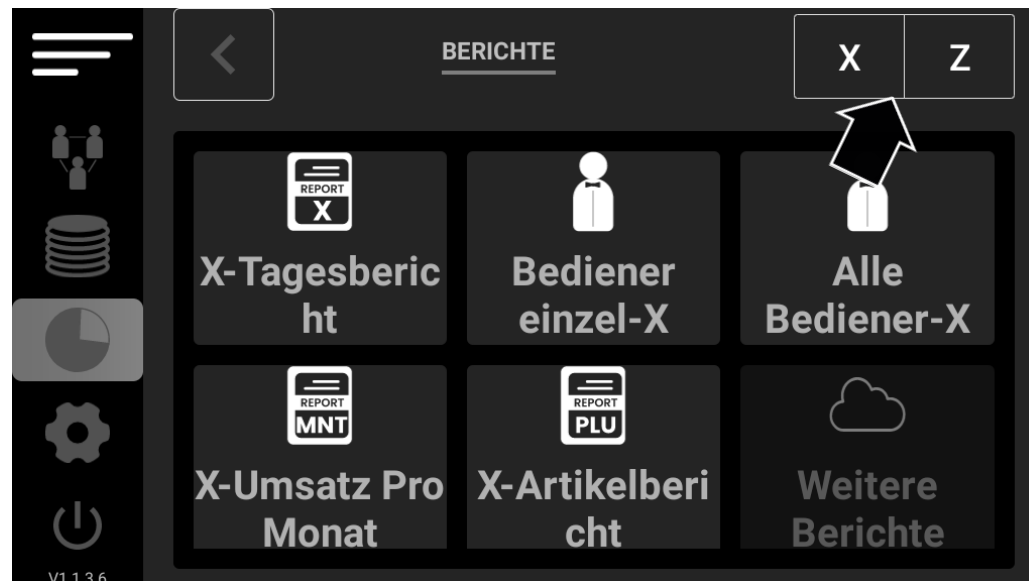 BERICHTE
X
Z
REPORT
X
X-Tagesberic
ht
Bediener
einzel-X
Alle
Bediener-X
REPORT
MNT
X-Umsatz Pro
Monat
REPORT
PLU
X-Artikelberi
cht
Weitere
Berichte
V1.1.3.6